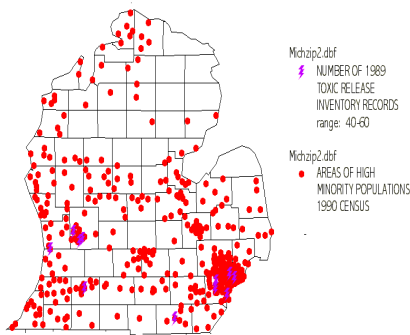 Michzip2.dbf
NUMBER OF 1989
TOXIC RELEASE
INVENTORY RECORDS
range: 40-60
Michzip2.dbf
AREAS OF HIGH
MINORITY POPULATIONS
1990 CENSUS